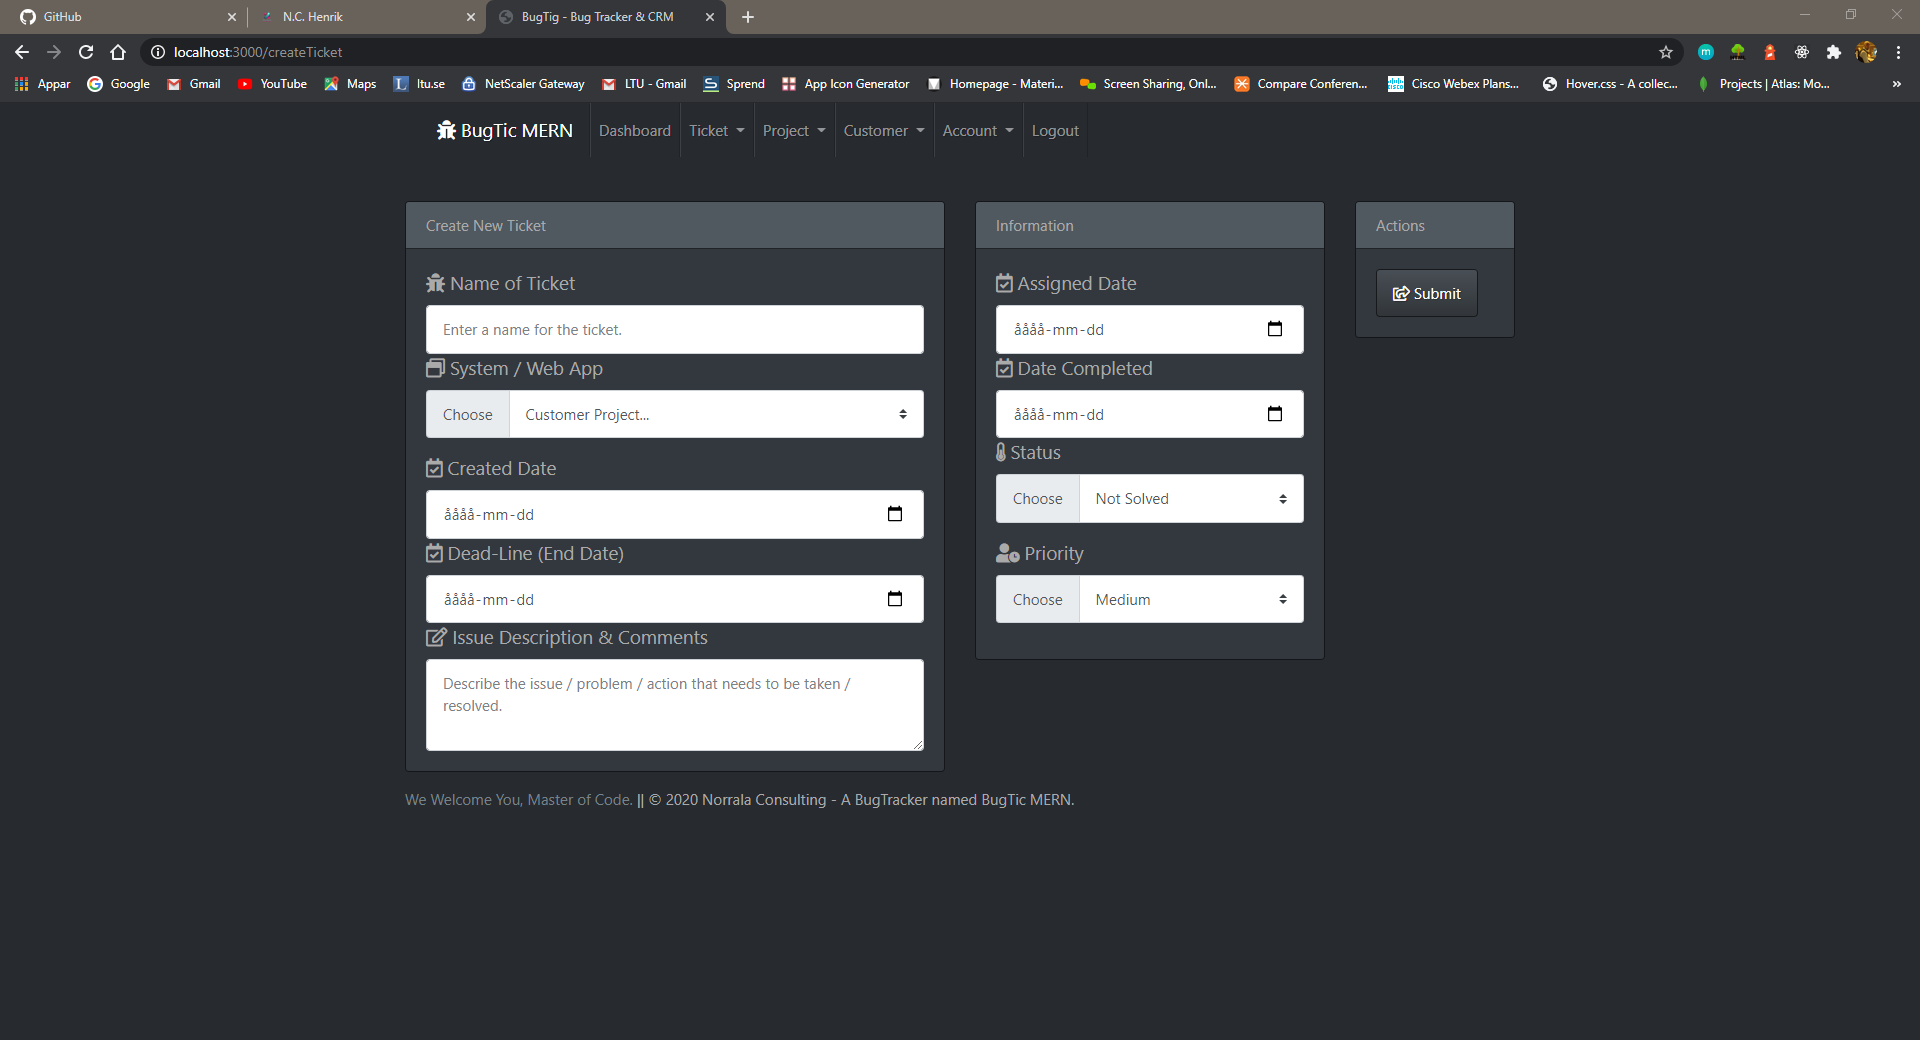 GitHub
N.C. Henrik
BugTig - Bug Tracker & CRM
localhost:3000/createTicket
m
Appar
Google
Gmail
YouTube
Maps
L ltu.se
NetScaler Gateway
LTU - Gmail
S Sprend
App Icon Generator
Homepage - Materi...
Screen Sharing, Onl...
Compare Conferen...
Cisco Webex Plans...
Hover.css - A collec...
Projects | Atlas: Mo...
»
BugTic MERN
Dashboard
Ticket
Project
Customer
Account
Logout
Create New Ticket
Name of Ticket
Enter a name for the ticket.
System / Web App
Choose Customer Project...
Created Date
åååå-mm-dd
Dead-Line (End Date)
åååå-mm-dd
Issue Description & Comments
Describe the issue / problem / action that needs to be taken /
resolved.
Information
Assigned Date
åååå-mm-dd
Date Completed
åååå-mm-dd
Status
Choose Not Solved
Priority
Choose Medium
Actions
Submit
We Welcome You, Master of Code. || © 2020 Norrala Consulting - A BugTracker named BugTic MERN.